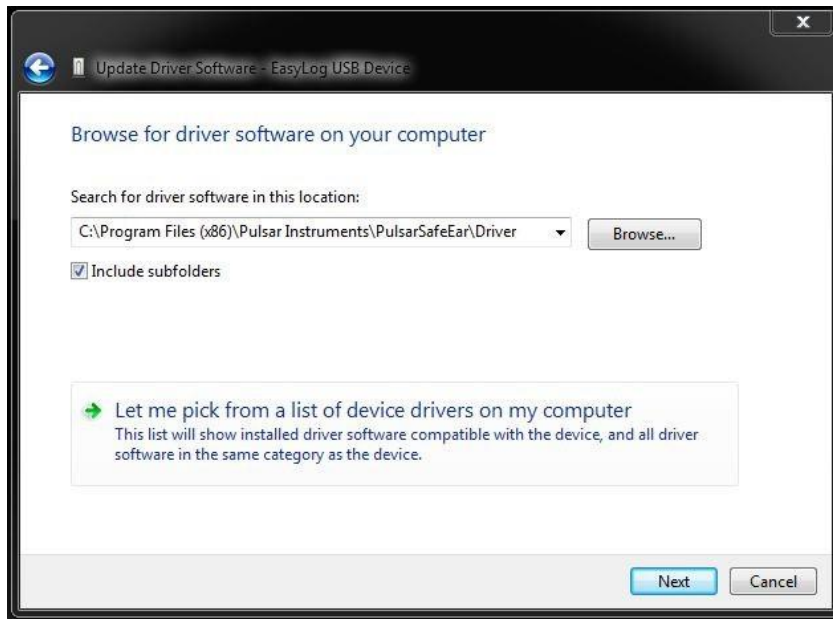 Update Driver Software - EasyLog USB Device
Browse for driver software on your computer
Search for driver software in this location:
C:\Program Files (x86)\Pulsar Instruments\PulsarSafeEar\Driver
Browse...
Include subfolders
Let me pick from a list of device drivers on my computer
This list will show installed driver software compatible with the device, and all driver
software in the same category as the device.
Next
Cancel